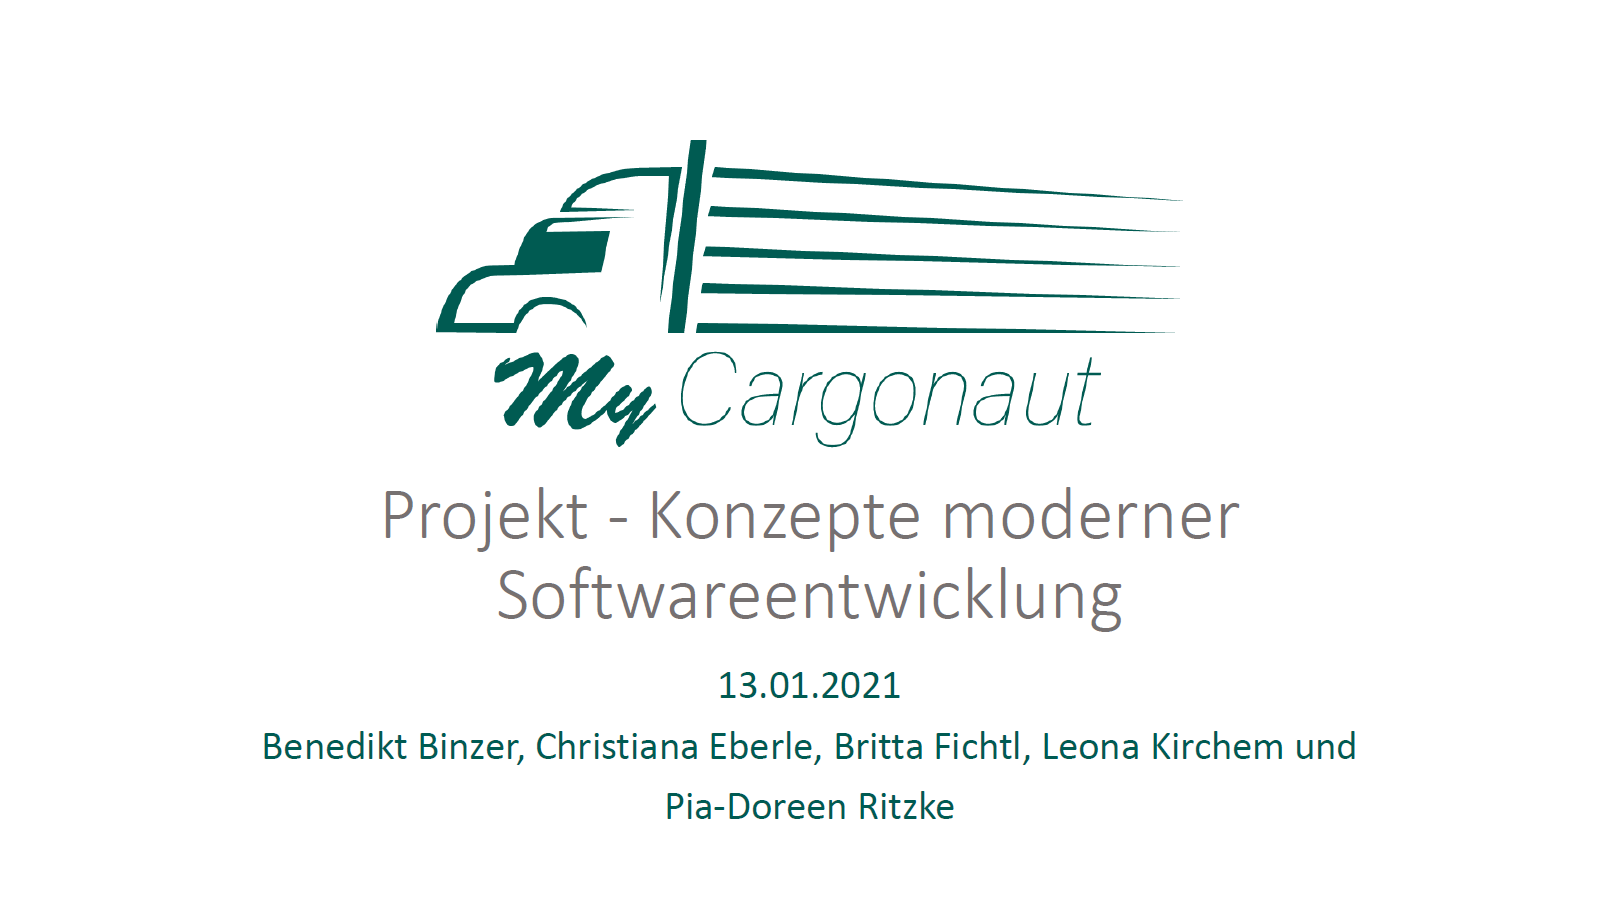 My Cargonaut
Projekt - Konzepte moderner
Softwareentwicklung
13.01.2021
Benedikt Binzer, Christiana Eberle, Britta Fichtl, Leona Kirchem und
Pia-Doreen Ritzke